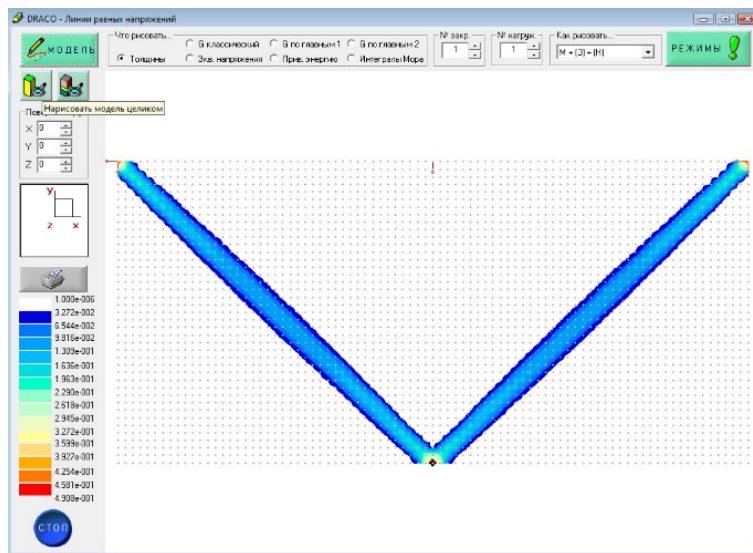 DRACO - Линии равных напряжений
МОДЕЛЬ
Что рисовать...
G классический
G по главным 1
G по главным 2
Толщины
Экв. напряжения
Прив. энергию
Интегралы Мора
Nº закр.
1
Nº нагруж.
1
Как рисовать...
М + (З) + (Н)
РЕЖИМЫ
Нарисовать модель целиком
X 0
Y 0
Z 0
y
z x
1.000e-006
3.272e-002
6.544e-002
9.816e-002
1.309e-001
1.636e-001
1.963e-001
2.290e-001
2.618e-001
2.945e-001
3.272e-001
3.599e-001
3.927e-001
4.254e-001
4.581e-001
4.908e-001
СТОП